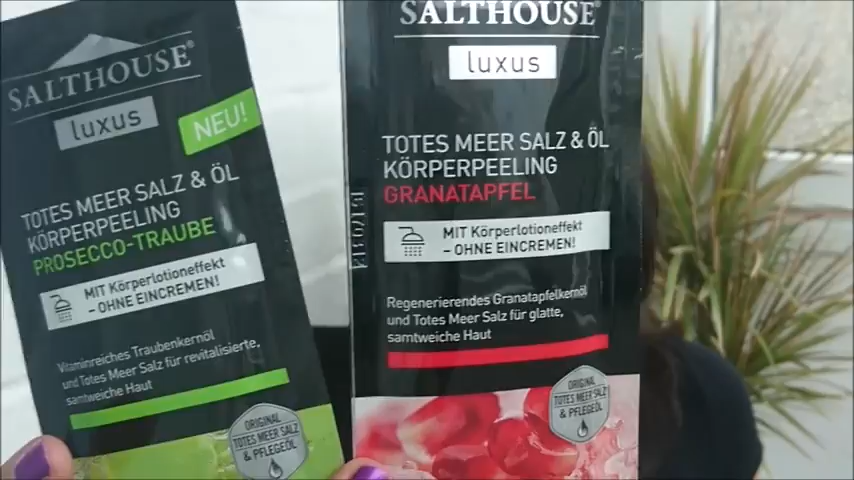 SALTHOUSE®
luxus
NEU!
TOTES MEER SALZ & ÖL
KÖRPERPEELING
PROSECCO-TRAUBE
MIT Körperlotioneffekt
- OHNE EINCREMEN!
Vitaminreiches Traubenkernöl
und Totes Meer Salz für revitalisierte,
samtweiche Haut
ORIGINAL
TOTES MEER SALZ
& PFLEGEÖL
SALTHOUSE®
luxus
TOTES MEER SALZ & ÖL
KÖRPERPEELING
GRANATAPFEL
MIT Körperlotioneffekt
- OHNE EINCREMEN!
Regenerierendes Granatapfelkernöl
und Totes Meer Salz für glatte,
samtweiche Haut
ORIGINAL
TOTES MEER SALZ
& PFLEGEÖL